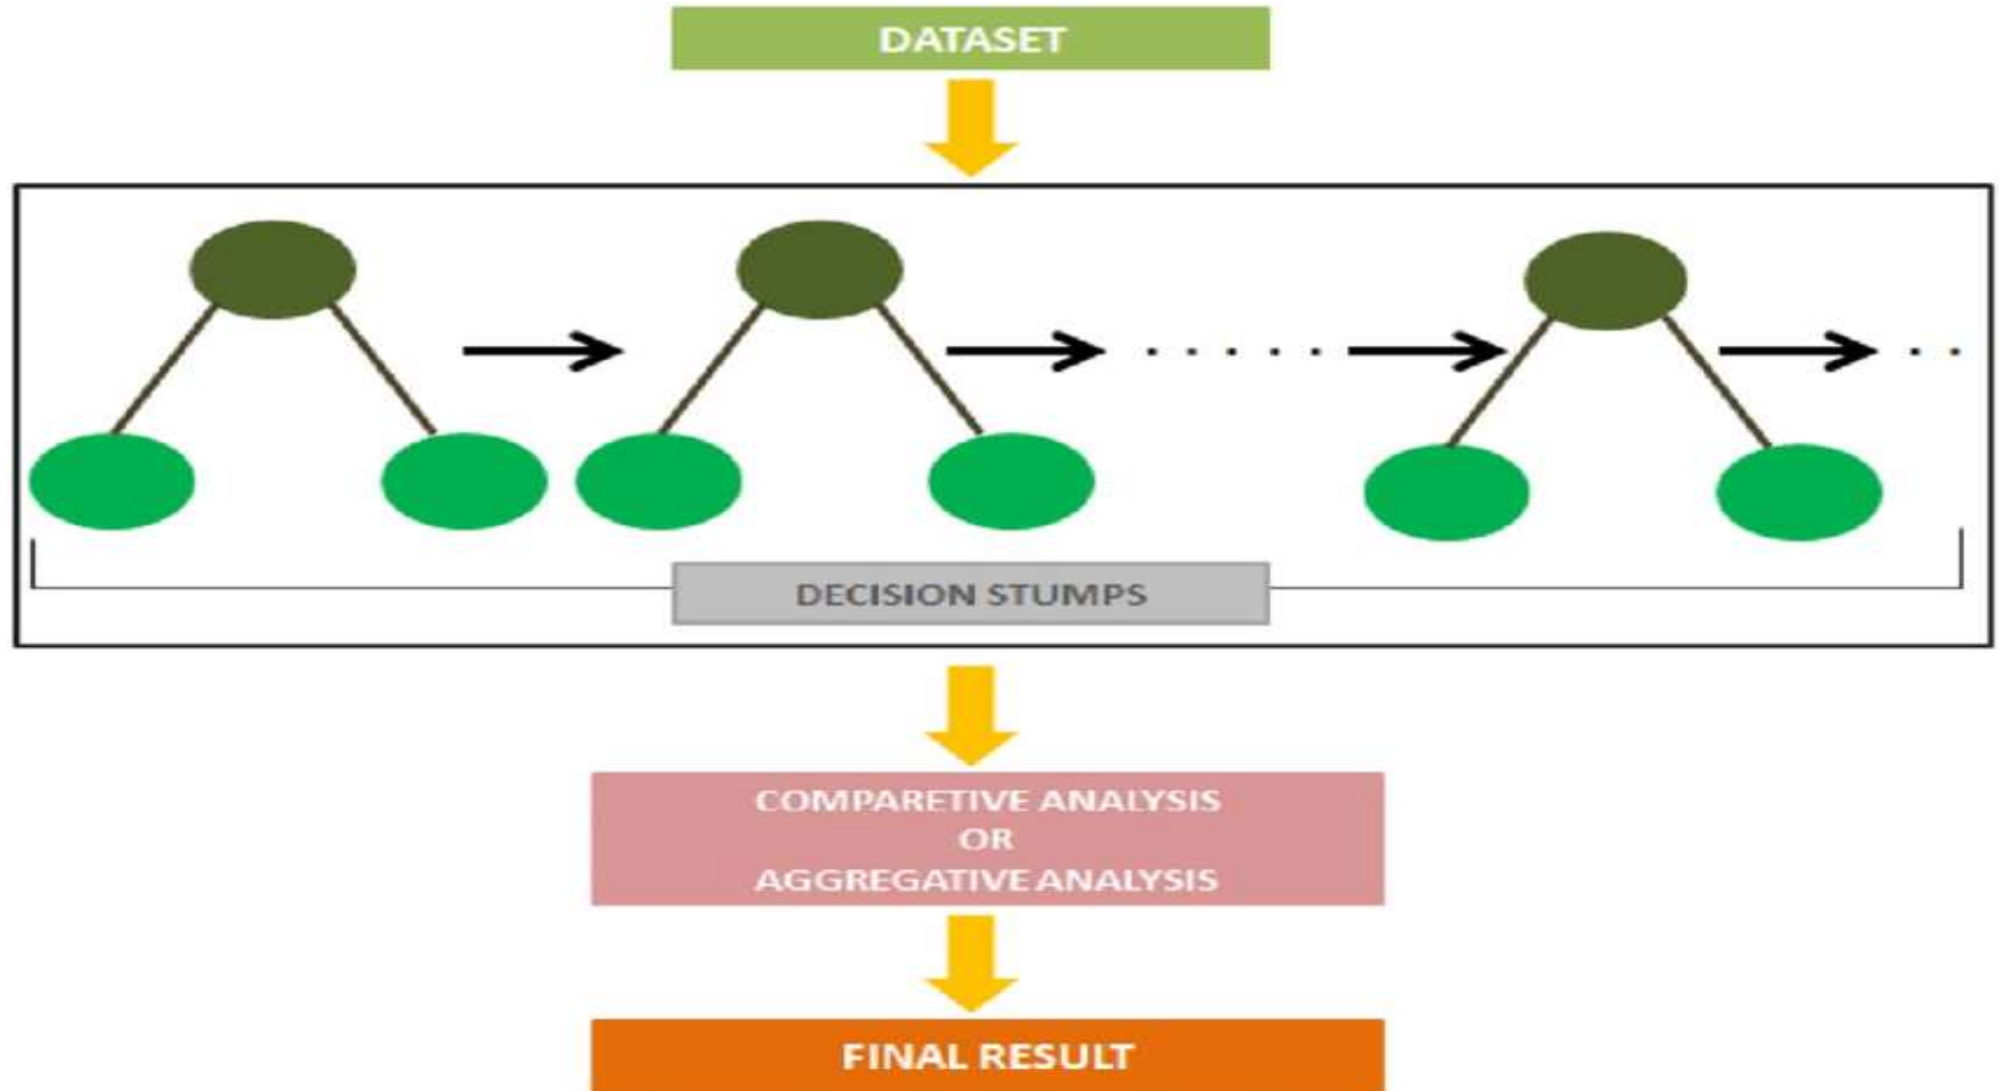 DATASET
DECISION STUMPS
COMPARETIVE ANALYSIS
OR
AGGREGATIVE ANALYSIS
FINAL RESULT